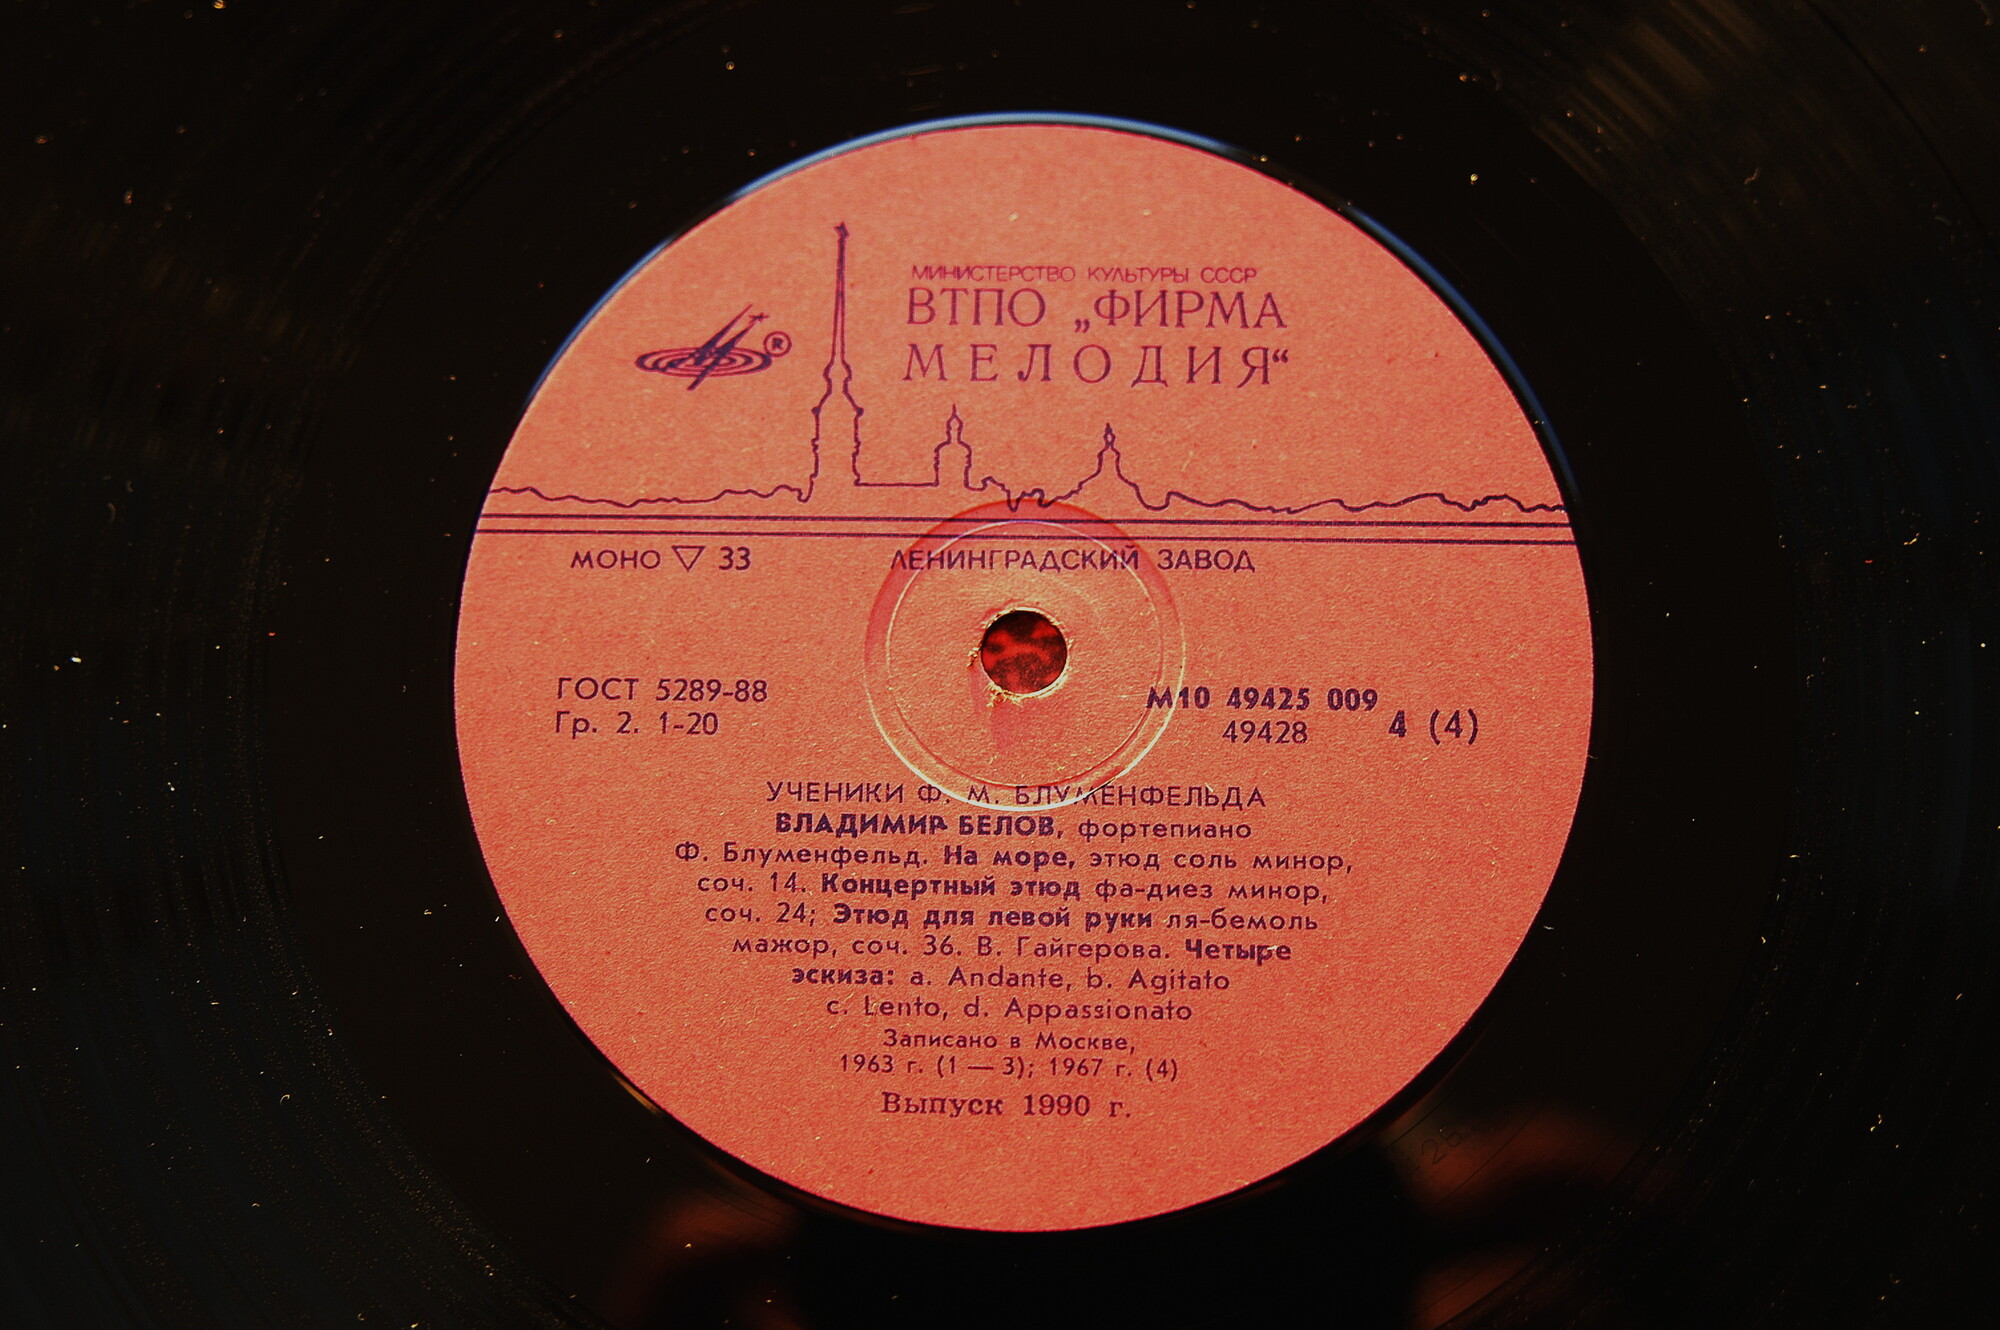 МИНИСТЕРСТВО КУЛЬТУРЫ СССР
ВТПО „ФИРМА
МЕЛОДИЯ“
®
МОНО ▽ 33 ЛЕНИНГРАДСКИЙ ЗАВОД
ГОСТ 5289-88
Гр. 2. 1-20
М10 49425 009
49428 4 (4)
УЧЕНИКИ Ф. М. БЛУМЕНФЕЛЬДА
ВЛАДИМИР БЕЛОВ, фортепиано
Ф. Блуменфельд. На море, этюд соль минор,
соч. 14. Концертный этюд фа-диез минор,
соч. 24; Этюд для левой руки ля-бемоль
мажор, соч. 36. В. Гайгерова. Четыре
эскиза: a. Andante, b. Agitato
c. Lento, d. Appassionato
Записано в Москве,
1963 г. (1 — 3); 1967 г. (4)
Выпуск 1990 г.